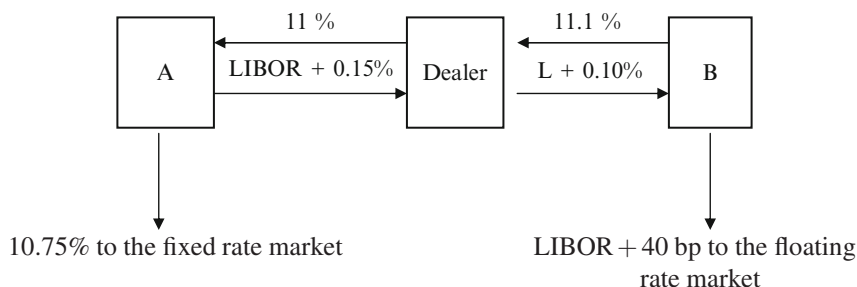 11 %
11.1 %
A
LIBOR + 0.15%
Dealer
L + 0.10%
B
10.75% to the fixed rate market
LIBOR + 40 bp to the floating
rate market